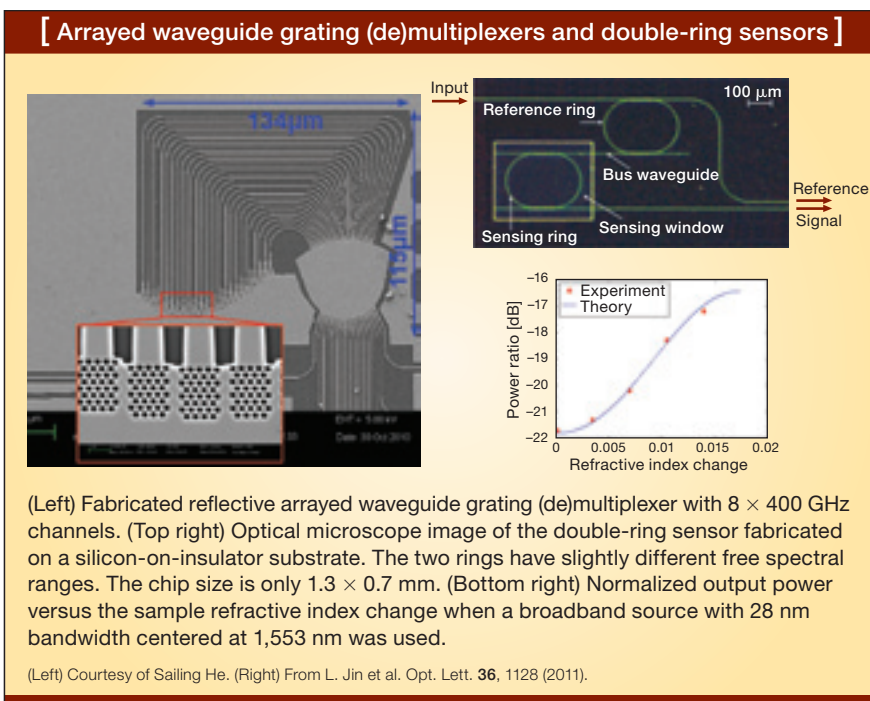 [ Arrayed waveguide grating (de)multiplexers and double-ring sensors ]
134µm
115µm
Input
100 μm
Reference ring
Bus waveguide
Reference
Signal
Sensing window
Sensing ring
−16
−17
−18
−19
−20
−21
−22
Power ratio [dB]
Experiment
Theory
0 0.005 0.01 0.015 0.02
Refractive index change
(Left) Fabricated reflective arrayed waveguide grating (de)multiplexer with 8 × 400 GHz
channels. (Top right) Optical microscope image of the double-ring sensor fabricated
on a silicon-on-insulator substrate. The two rings have slightly different free spectral
ranges. The chip size is only 1.3 × 0.7 mm. (Bottom right) Normalized output power
versus the sample refractive index change when a broadband source with 28 nm
bandwidth centered at 1,553 nm was used.
(Left) Courtesy of Sailing He. (Right) From L. Jin et al. Opt. Lett. 36, 1128 (2011).